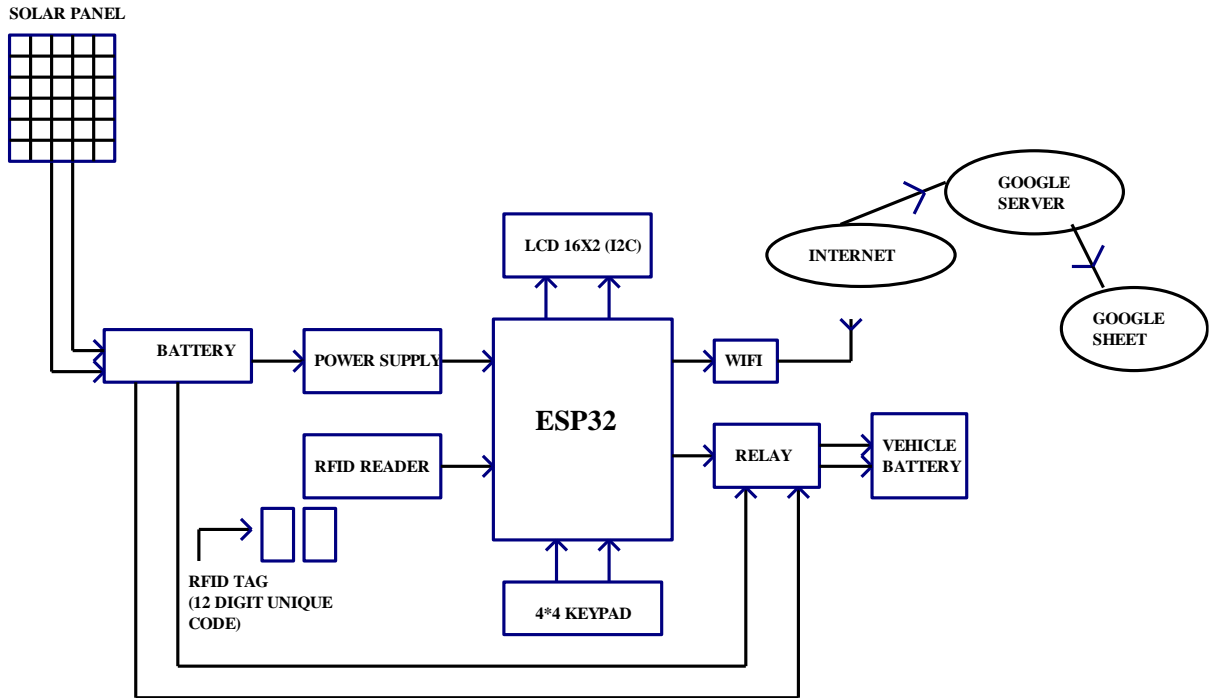 SOLAR PANEL
GOOGLE
SERVER
LCD 16X2 (I2C)
INTERNET
GOOGLE
SHEET
BATTERY
POWER SUPPLY
WIFI
ESP32
RFID READER
RELAY
VEHICLE
BATTERY
RFID TAG
(12 DIGIT UNIQUE
CODE)
4*4 KEYPAD